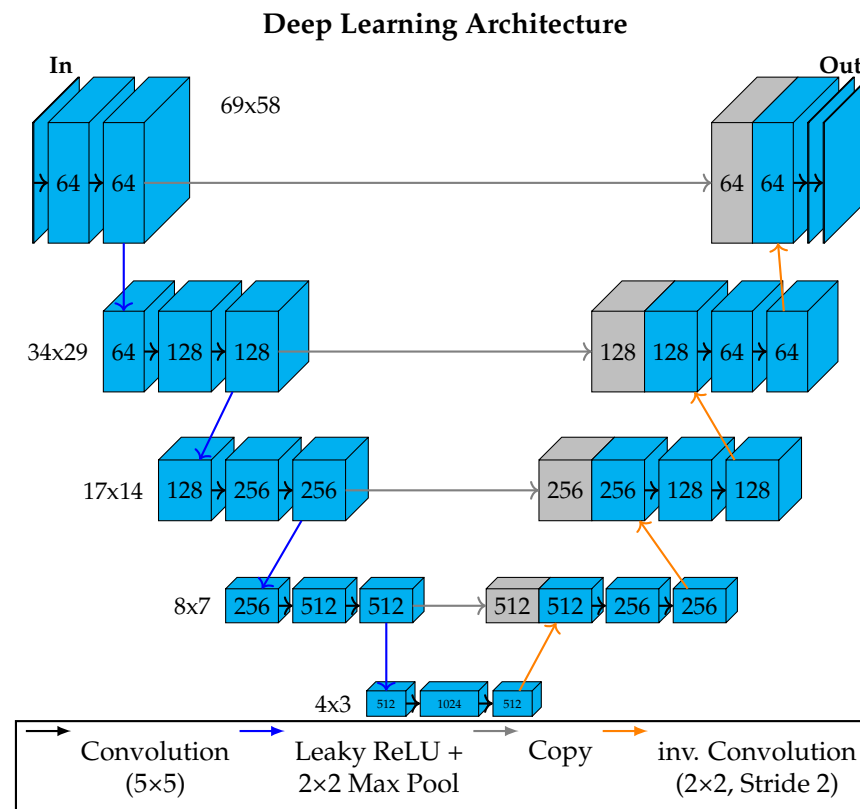 Deep Learning Architecture
In Out
69x58
64 64 64 64
34x29 64 128 128 128 128 64 64
17x14 128 256 256 256 256 128 128
8x7 256 512 512 512 512 256 256
4x3 512 1024 512
Convolution Leaky ReLU + Copy inv. Convolution
(5×5) 2×2 Max Pool (2×2, Stride 2)